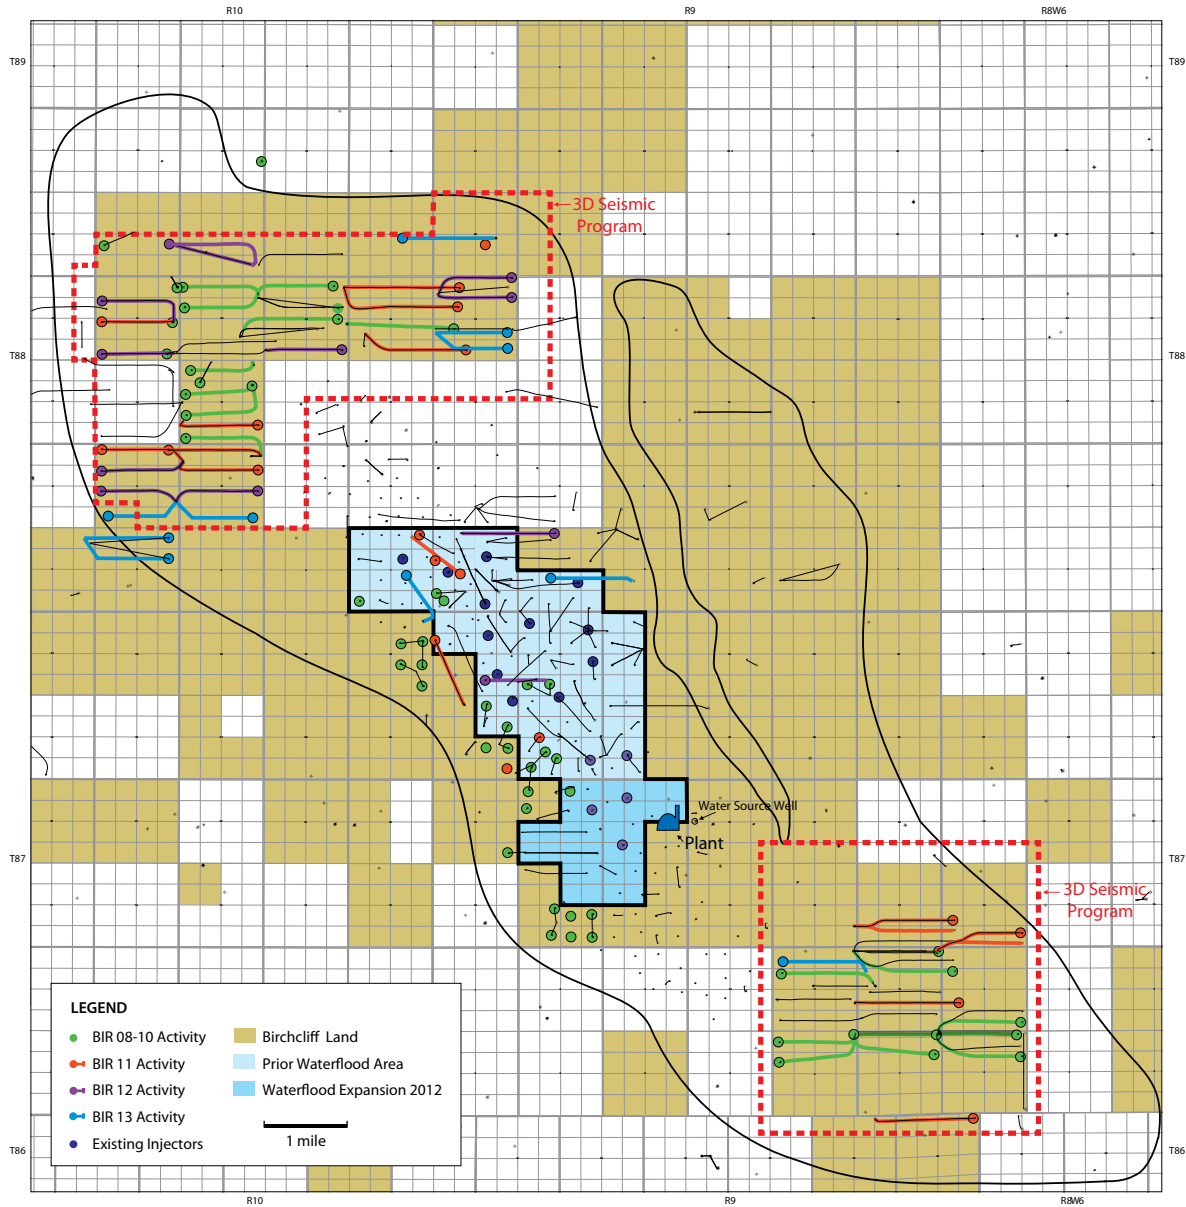 R10 R9 R8W6
T89 T89
3D Seismic
Program
T88 T88
Water Source Well
Plant
T87 T87
3D Seismic
Program
LEGEND
BIR 08-10 Activity
BIR 11 Activity
BIR 12 Activity
BIR 13 Activity
Existing Injectors
Birchcliff Land
Prior Waterflood Area
Waterflood Expansion 2012
1 mile
T86 T86
R10 R9 R8W6